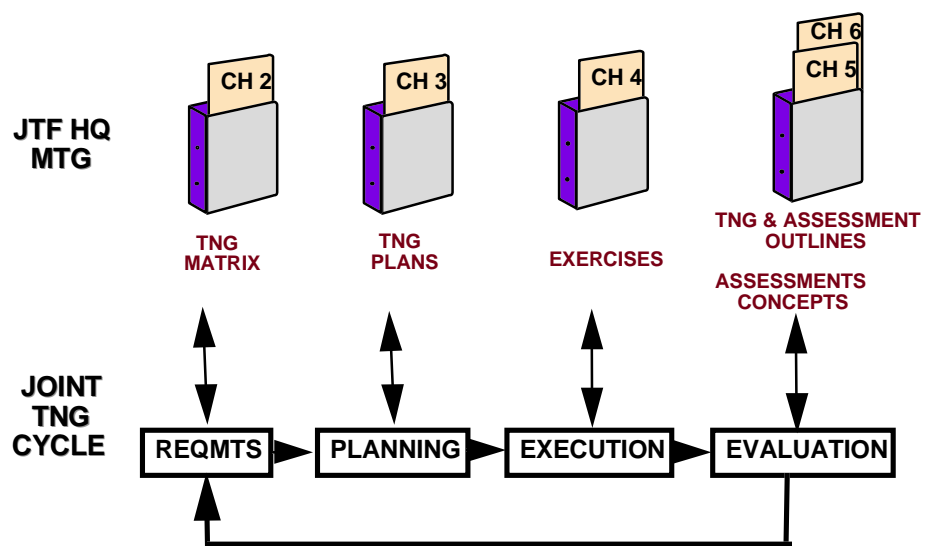 CH 2
CH 3
CH 4
CH 6
CH 5
JTF HQ
MTG
TNG
MATRIX
TNG
PLANS
EXERCISES
TNG & ASSESSMENT
OUTLINES
ASSESSMENTS
CONCEPTS
JOINT
TNG
CYCLE
REQMTS
PLANNING
EXECUTION
EVALUATION